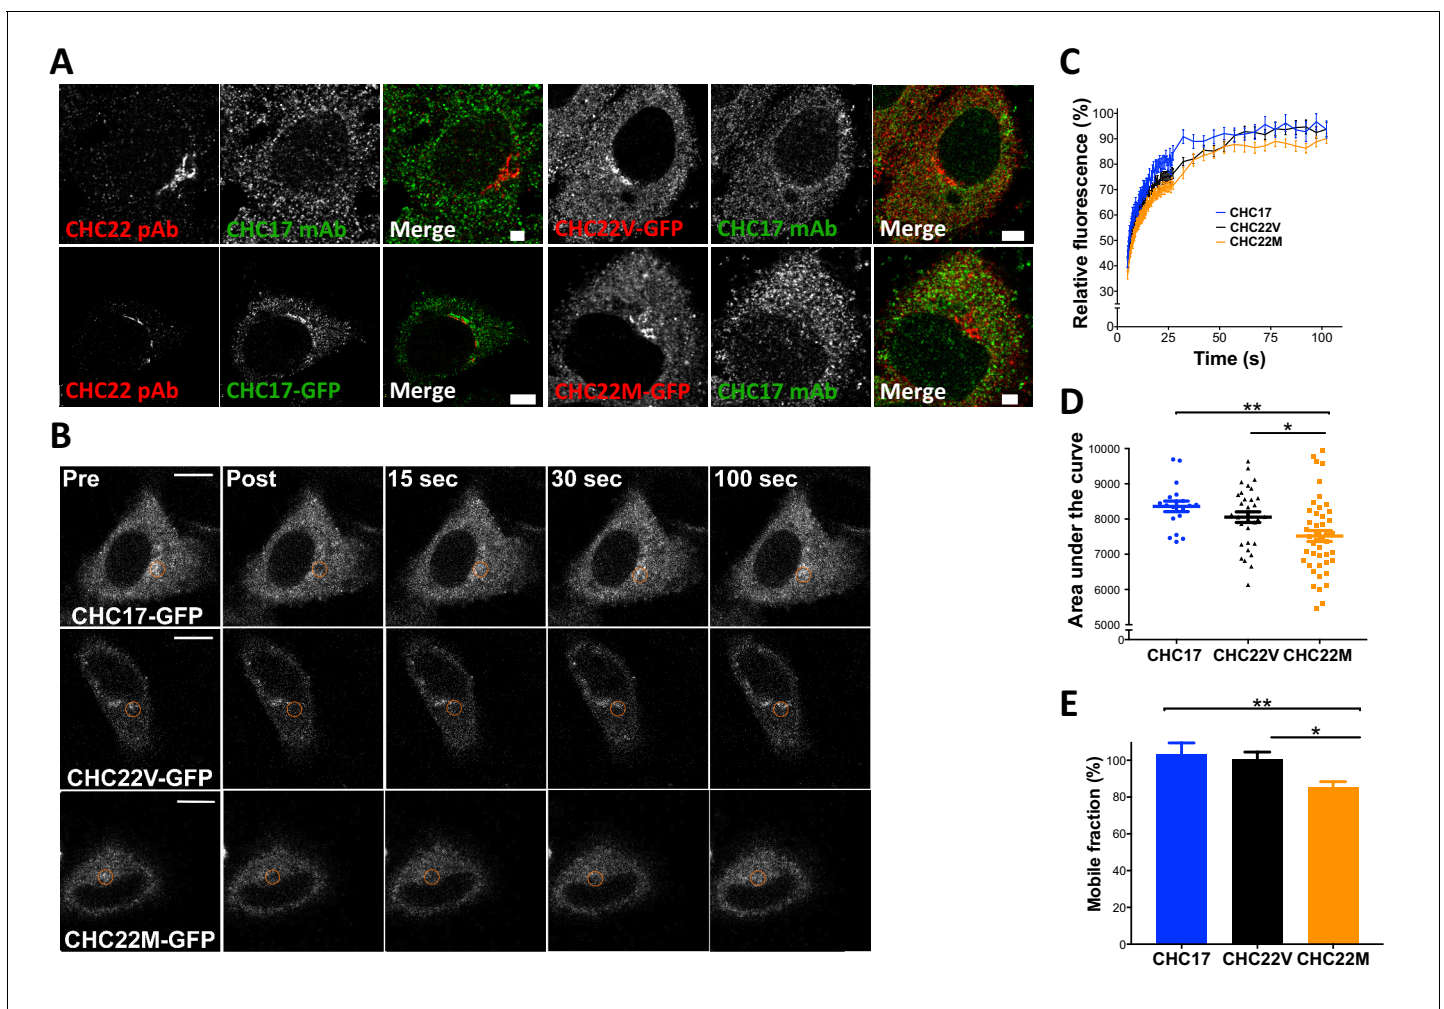 A
CHC22 pAb
CHC17 mAb
Merge
CHC22V-GFP
CHC17 mAb
Merge
CHC22 pAb
CHC17-GFP
Merge
CHC22M-GFP
CHC17 mAb
Merge
B
Pre
Post
15 sec
30 sec
100 sec
CHC17-GFP
CHC22V-GFP
CHC22M-GFP
C
Relative fluorescence (%)
100
90
80
70
60
50
40
30
0
CHC17
CHC22V
CHC22M
0
25
50
75
100
Time (s)
D
**
*
Area under the curve
10000
9000
8000
7000
6000
5000
0
CHC17 CHC22V CHC22M
E
**
*
Mobile fraction (%)
100
80
60
40
20
0
CHC17 CHC22V CHC22M